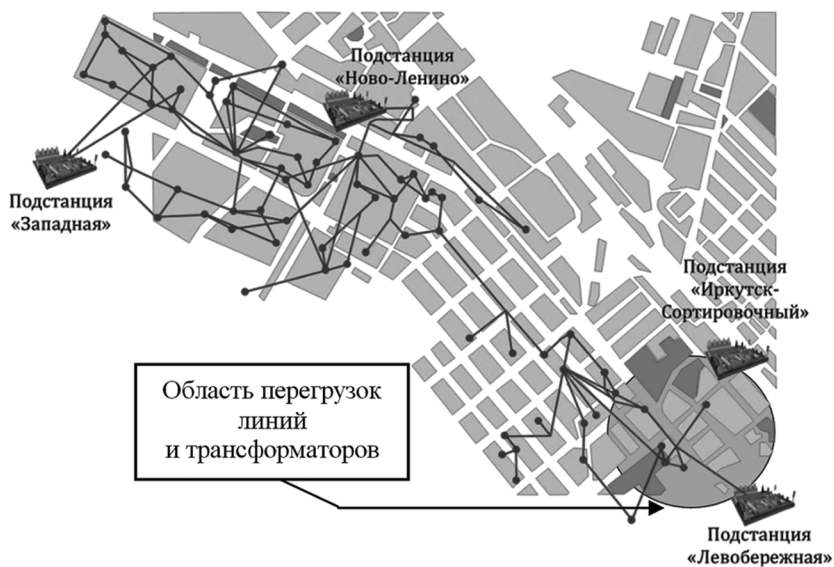 Подстанция
«Ново-Ленино»
Подстанция
«Западная»
Подстанция
«Иркутск-
Сортировочный»
Область перегрузок
линий
и трансформаторов
Подстанция
«Левобережная»